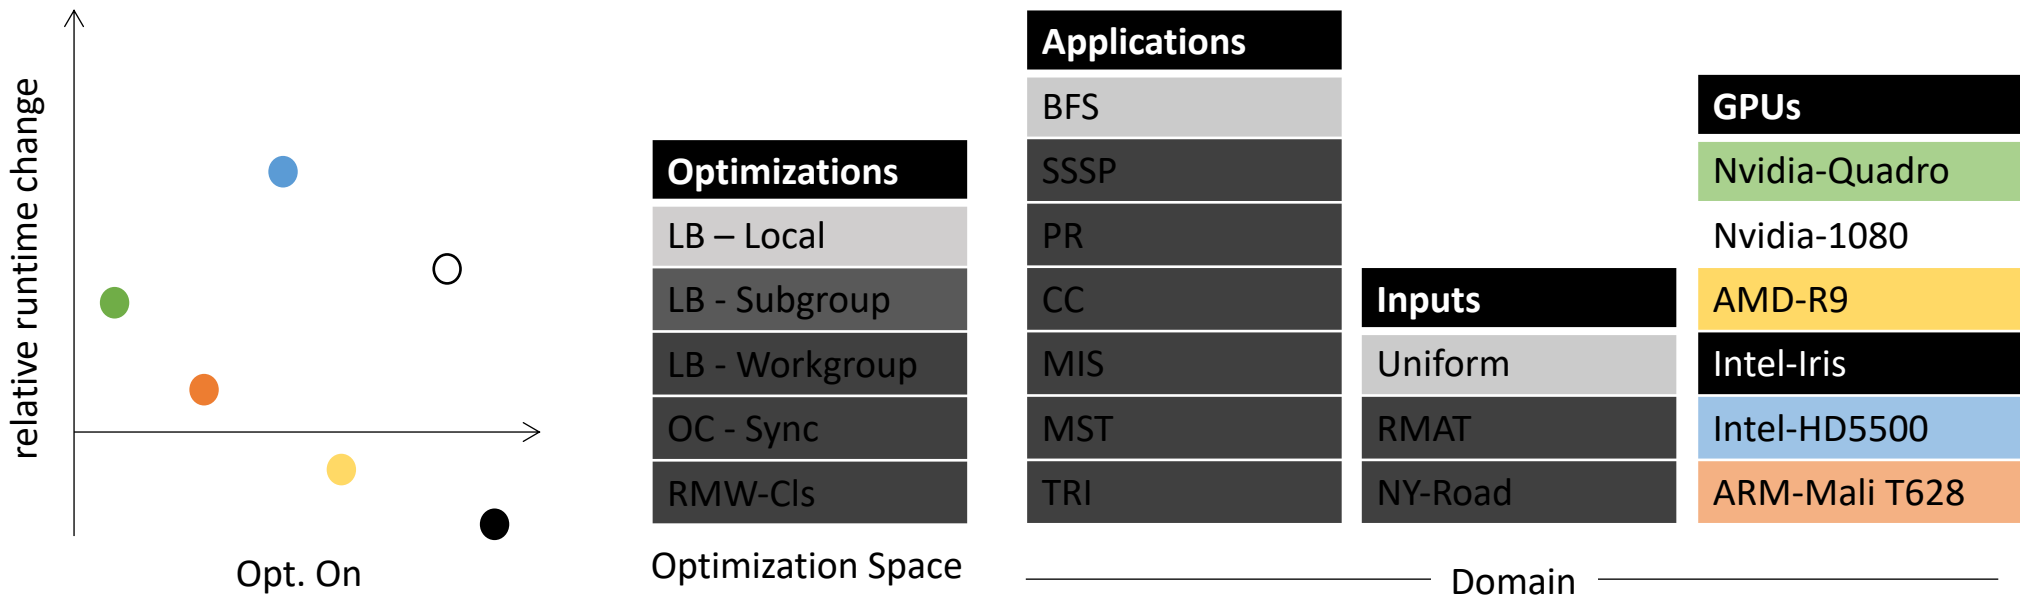 relative runtime change
Opt. On
Optimizations
LB – Local
LB - Subgroup
LB - Workgroup
OC - Sync
RMW-Cls
Optimization Space
Applications
BFS
SSSP
PR
CC
MIS
MST
TRI
Inputs
Uniform
RMAT
NY-Road
GPUs
Nvidia-Quadro
Nvidia-1080
AMD-R9
Intel-Iris
Intel-HD5500
ARM-Mali T628
Domain